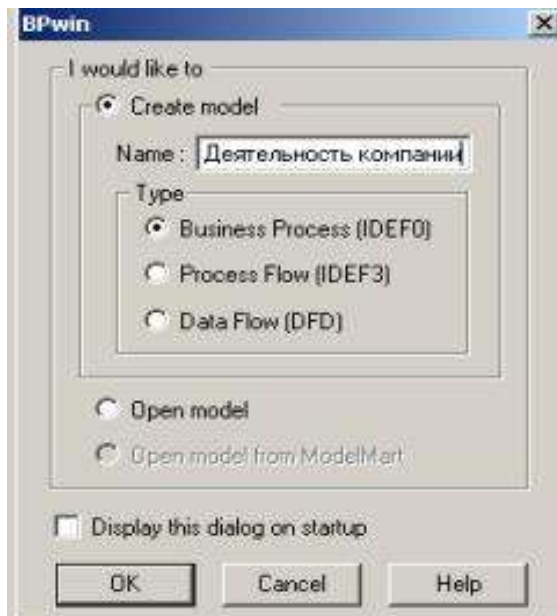 BPwin
I would like to
Create model
Name : Деятельность компании
Type
Business Process (IDEF0)
Process Flow (IDEF3)
Data Flow (DFD)
Open model
Open model from ModelMart
Display this dialog on startup
OK Cancel Help